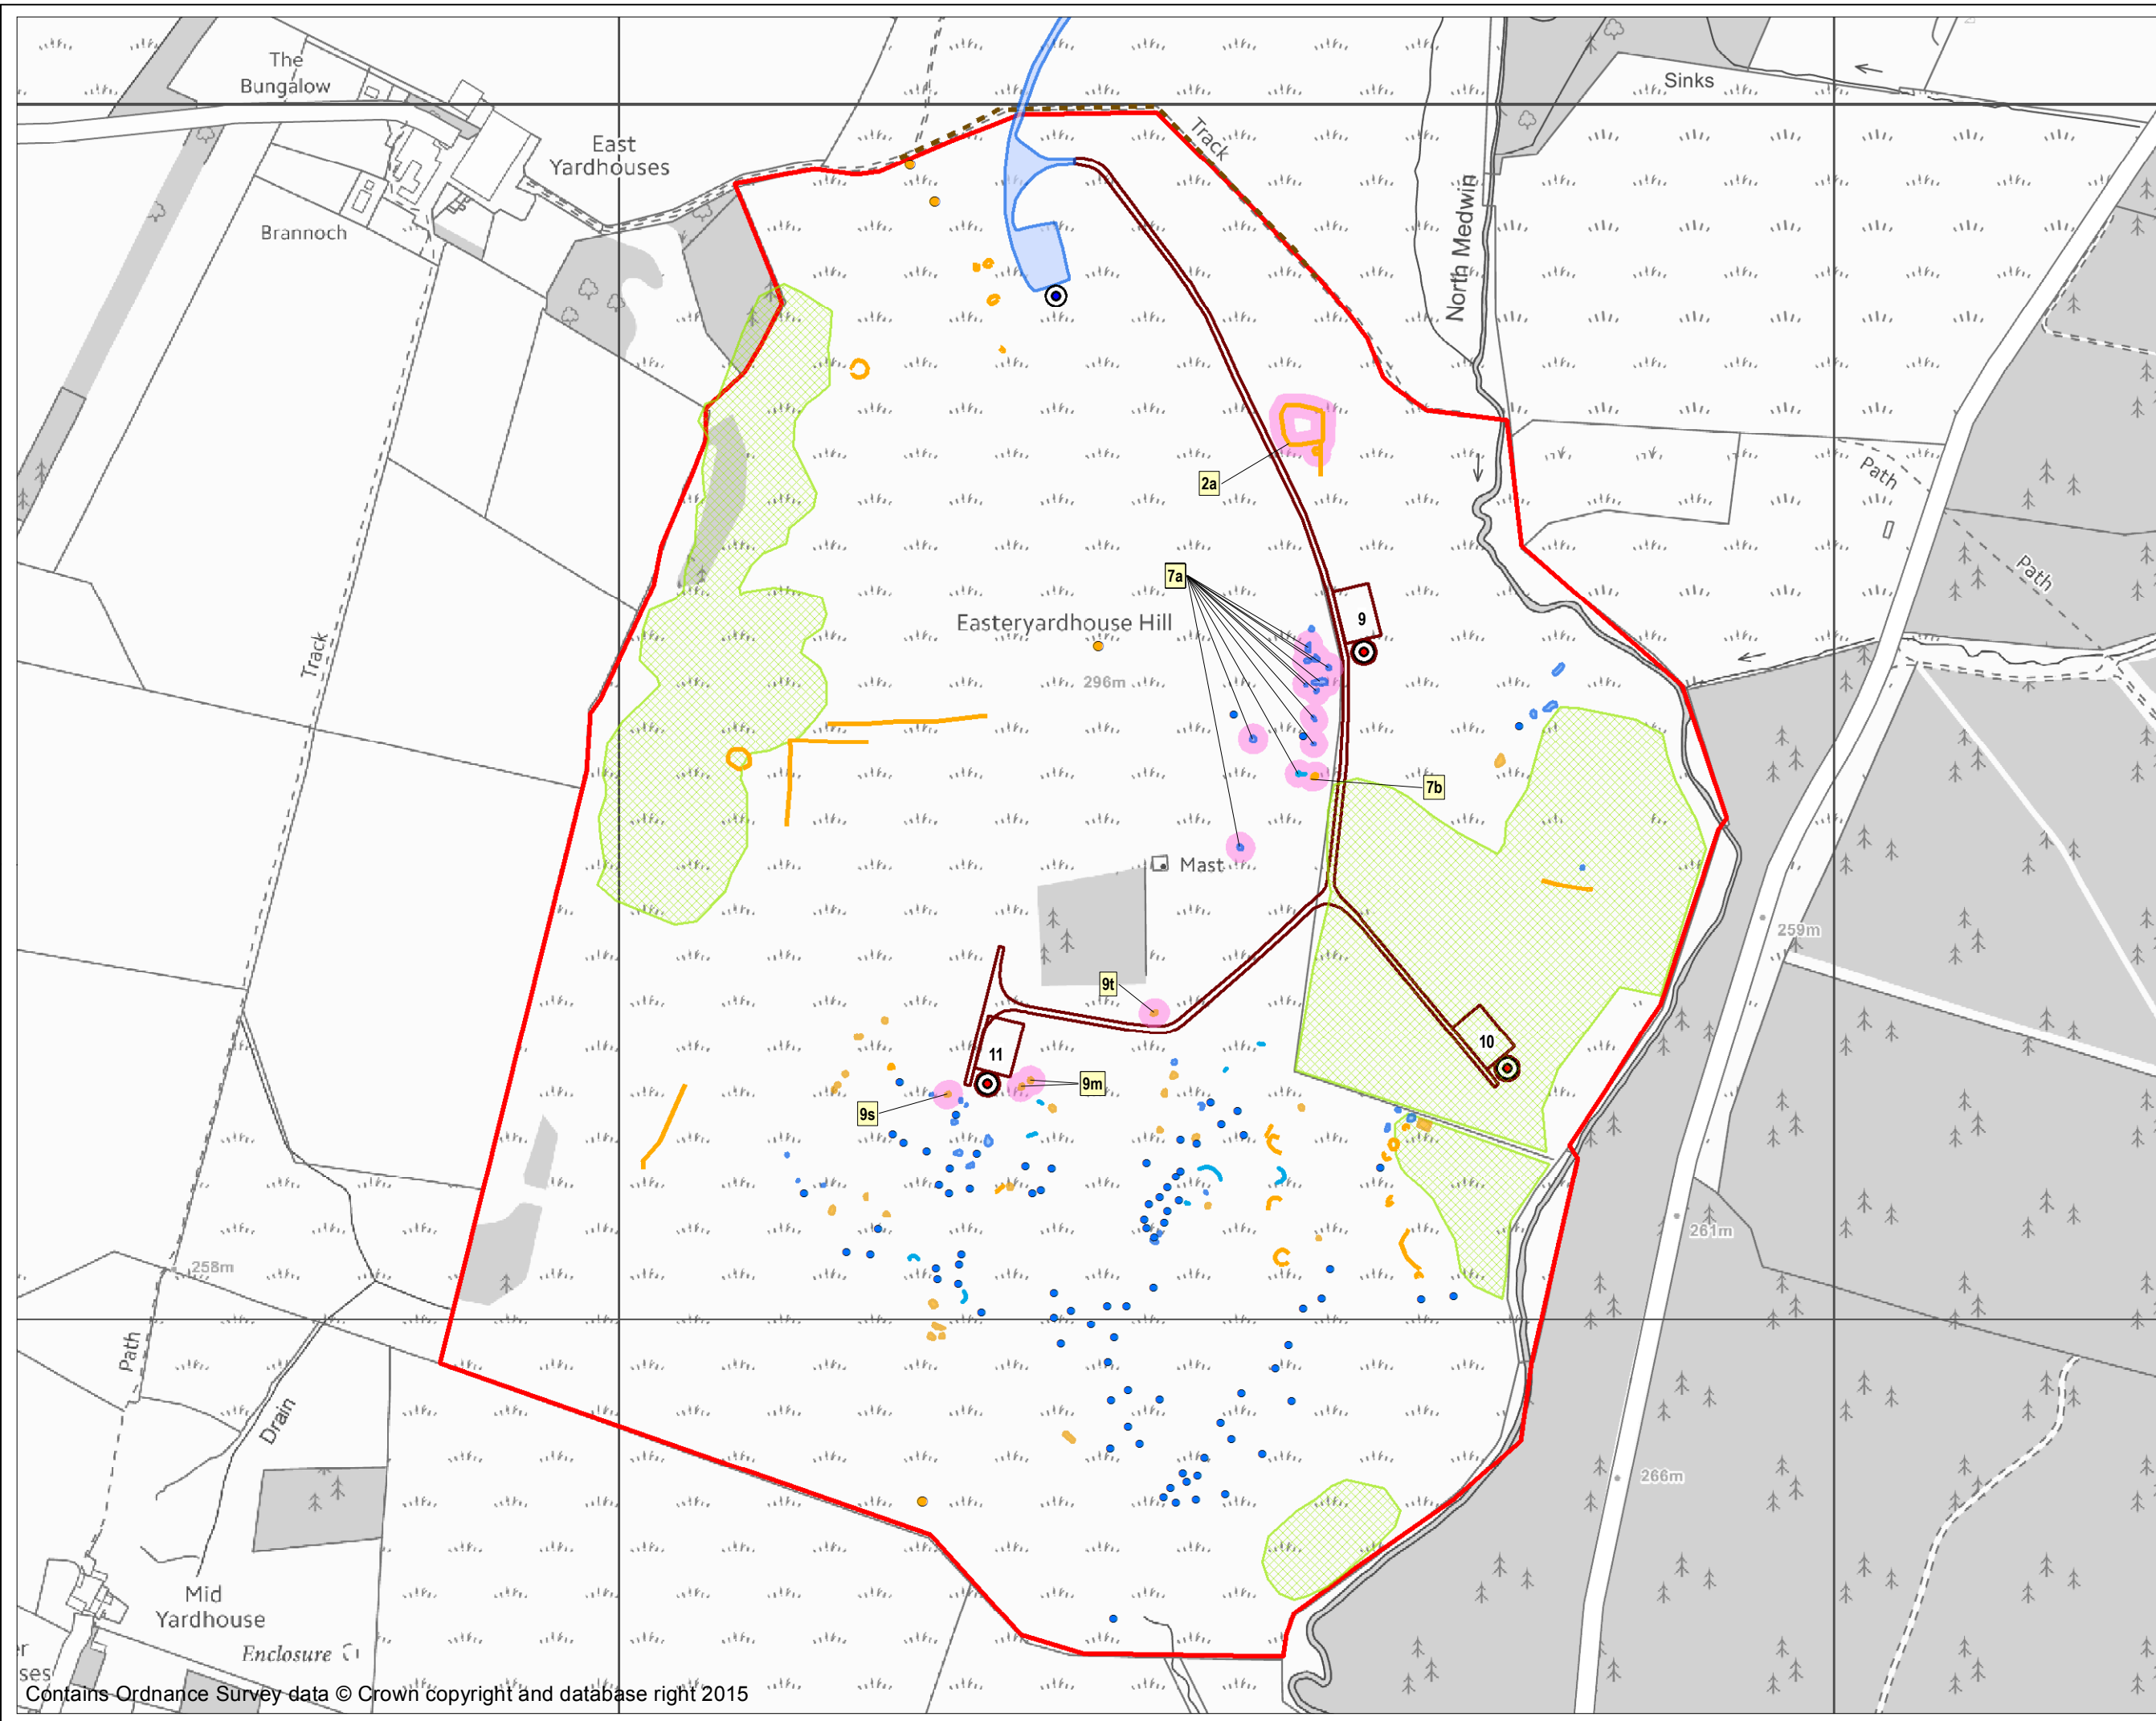 The
Bungalow
East
Yardhouses
Brannoch
Track
North Medwin
Sinks
Path
Path
Track
2a
7a
9
Easteryardhouse Hill
296m
7b
Mast
259m
9t
11
10
9m
9s
261m
258m
Path
Drain
266m
Mid
Yardhouse
Enclosure
ses
Contains Ordnance Survey data © Crown copyright and database right 2015